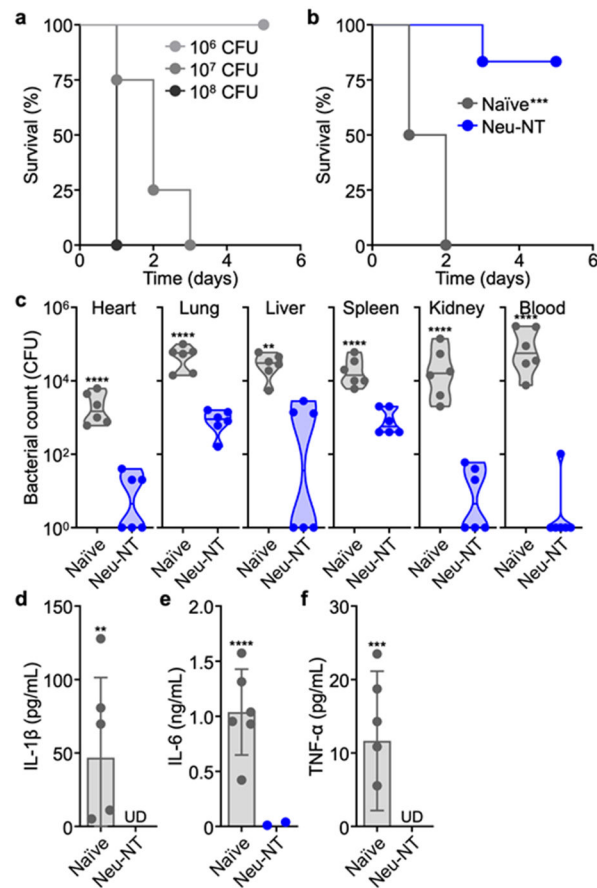 a
b
100
75
50
25
0
Survival (%)
10⁶ CFU
10⁷ CFU
10⁸ CFU
0 2 4 6
Time (days)
100
75
50
25
0
Survival (%)
Naïve***
Neu-NT
0 2 4 6
Time (days)
c
Heart Lung Liver Spleen Kidney Blood
10⁶
10⁴
10²
10⁰
Bacterial count (CFU)
**** **** ** **** **** ****
Naïve Neu-NT Naïve Neu-NT Naïve Neu-NT Naïve Neu-NT Naïve Neu-NT Naïve Neu-NT
d
150
100
50
0
IL-1β (pg/mL)
**
UD
Naïve Neu-NT
e
2.0
1.5
1.0
0.5
0.0
IL-6 (ng/mL)
****
Naïve Neu-NT
f
30
20
10
0
TNF-α (pg/mL)
***
UD
Naïve Neu-NT